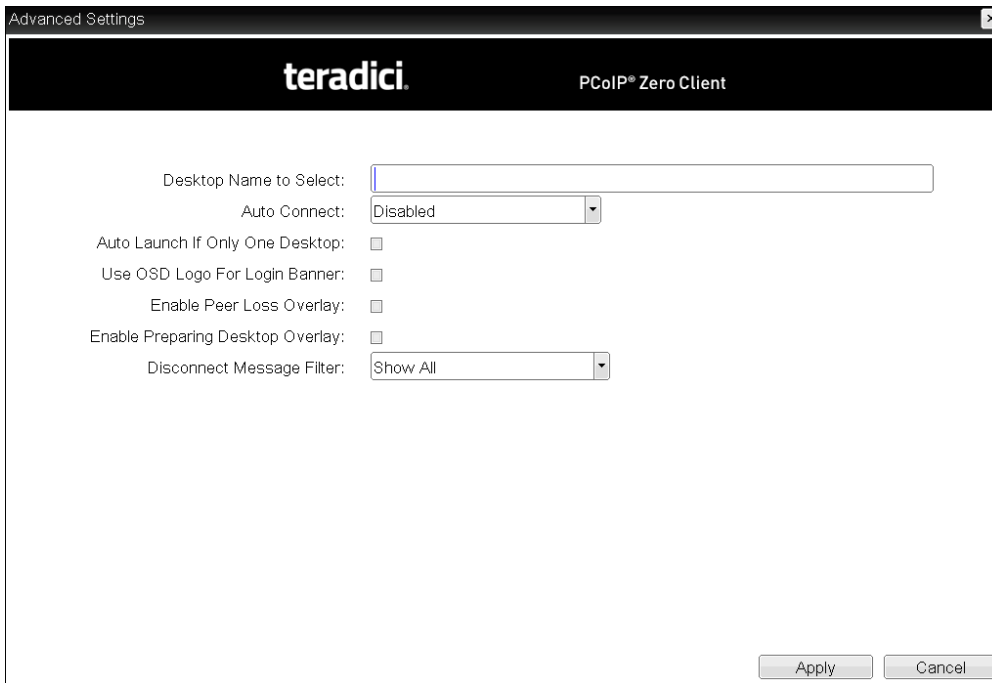 Advanced Settings
teradici.
PCoIP® Zero Client
Desktop Name to Select:
Auto Connect: Disabled
Auto Launch If Only One Desktop:
Use OSD Logo For Login Banner:
Enable Peer Loss Overlay:
Enable Preparing Desktop Overlay:
Disconnect Message Filter: Show All
Apply Cancel